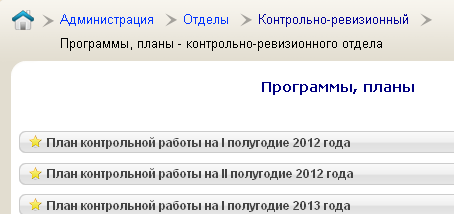 Администрация Отделы Контрольно-ревизионный
Программы, планы - контрольно-ревизионного отдела
Программы, планы
План контрольной работы на I полугодие 2012 года
План контрольной работы на II полугодие 2012 года
План контрольной работы на I полугодие 2013 года